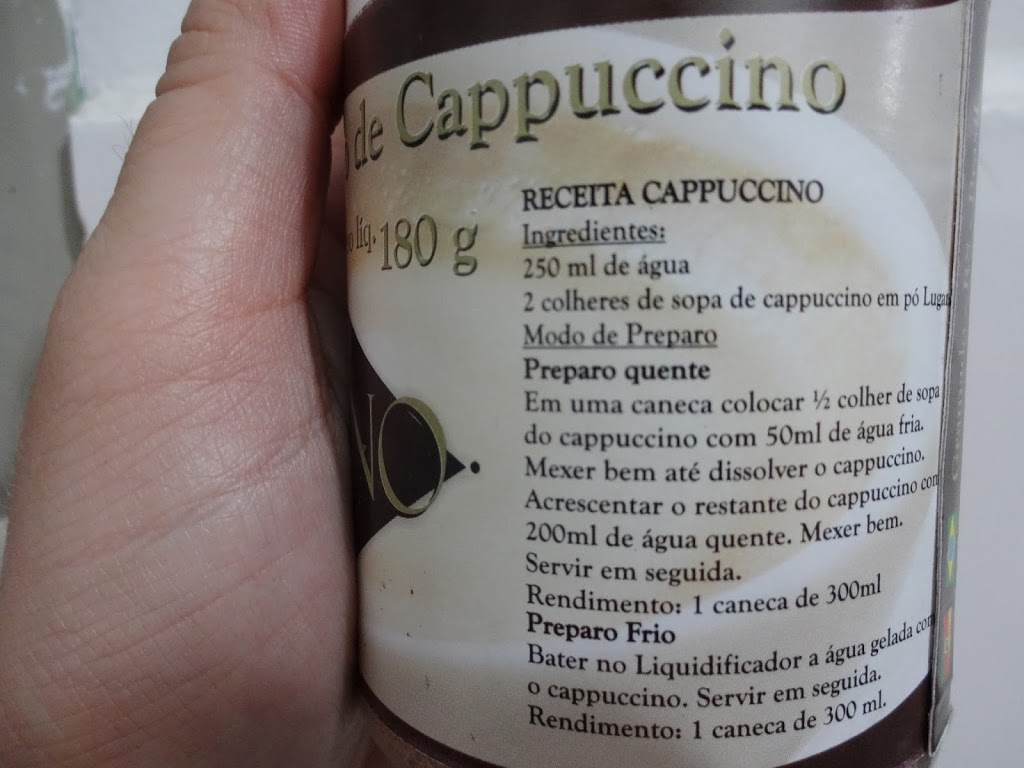 de Cappuccino
líq. 180 g
NO.
RECEITA CAPPUCCINO
Ingredientes:
250 ml de água
2 colheres de sopa de cappuccino em pó
Modo de Preparo
Preparo quente
Em uma caneca colocar ½ colher de sopa
do cappuccino com 50ml de água fria.
Mexer bem até dissolver o cappuccino.
Acrescentar o restante do cappuccino com
200ml de água quente. Mexer bem.
Servir em seguida.
Rendimento: 1 caneca de 300ml
Preparo Frio
Bater no Liquidificador a água gelada com
o cappuccino. Servir em seguida.
Rendimento: 1 caneca de 300 ml.